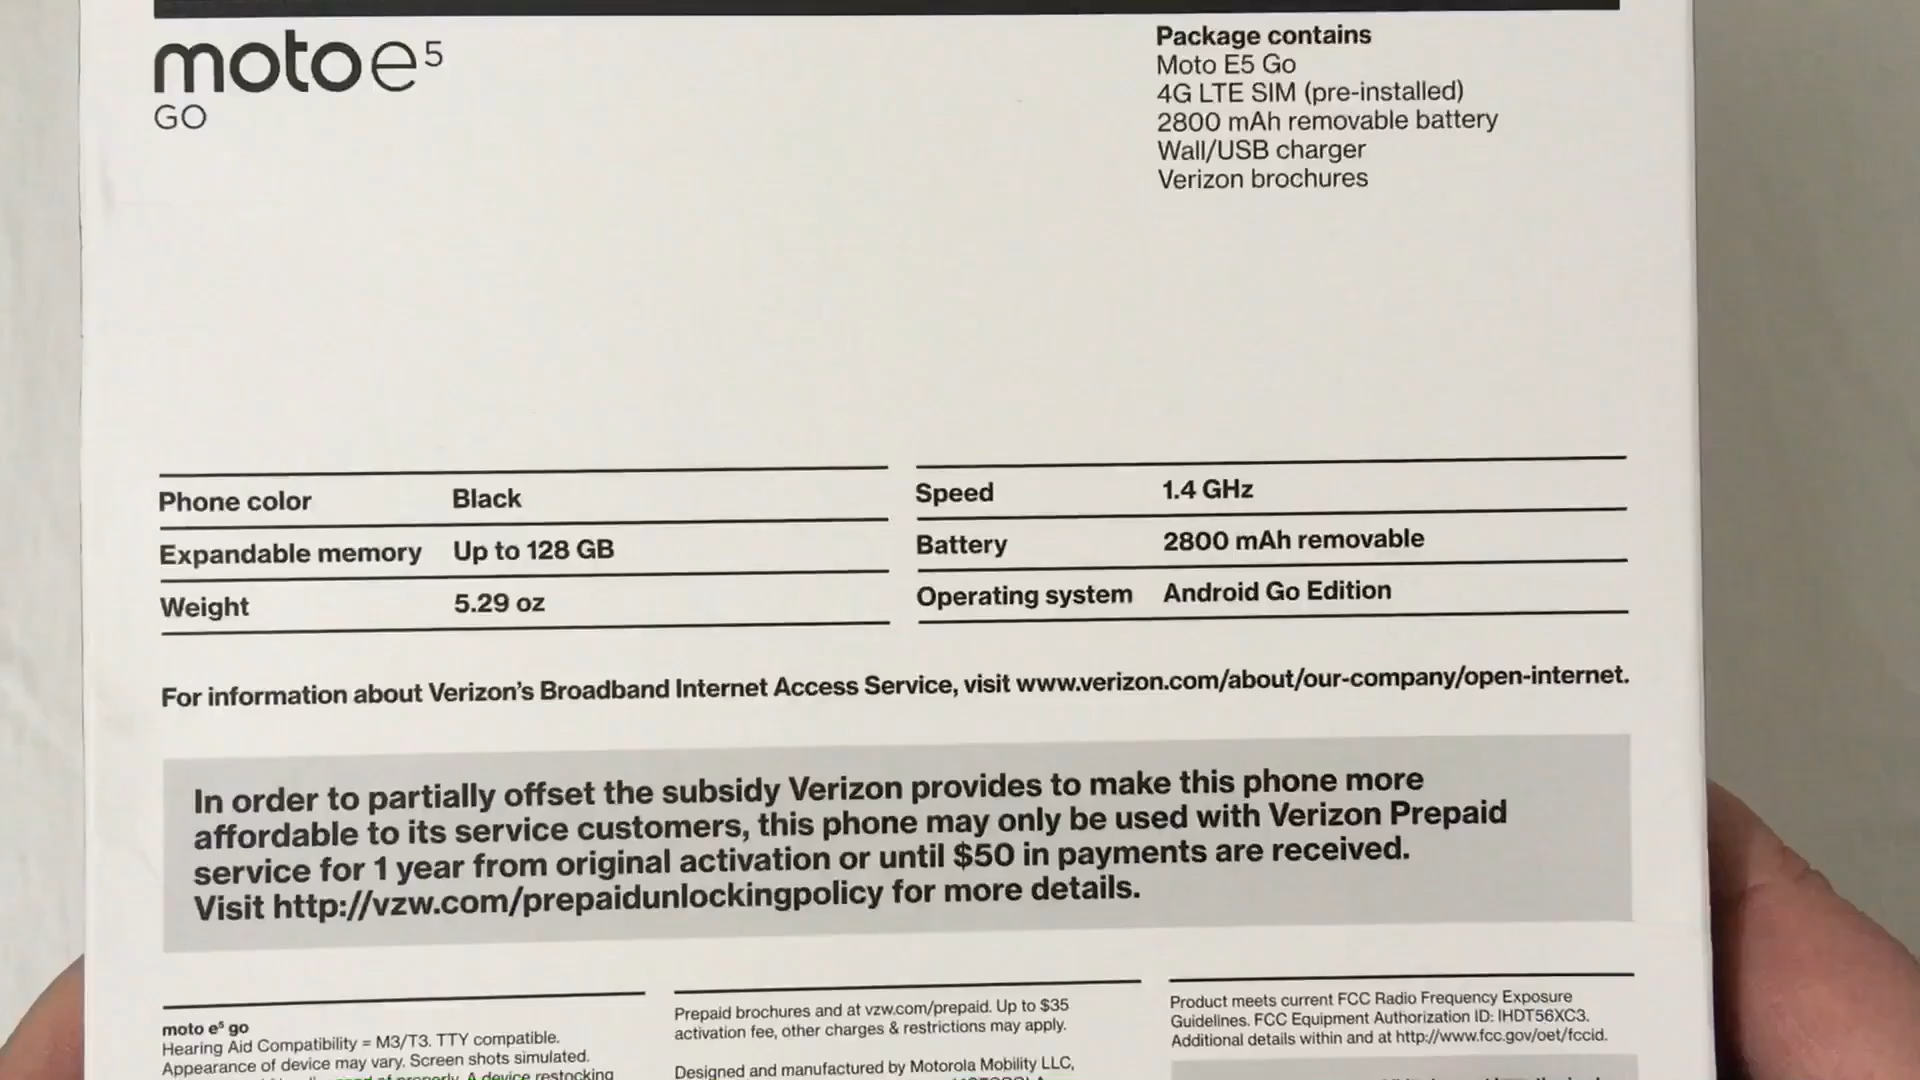 moto e5
GO
Package contains
Moto E5 Go
4G LTE SIM (pre-installed)
2800 mAh removable battery
Wall/USB charger
Verizon brochures
Phone color Black
Expandable memory Up to 128 GB
Weight 5.29 oz
Speed 1.4 GHz
Battery 2800 mAh removable
Operating system Android Go Edition
For information about Verizon's Broadband Internet Access Service, visit www.verizon.com/about/our-company/open-internet.
In order to partially offset the subsidy Verizon provides to make this phone more
affordable to its service customers, this phone may only be used with Verizon Prepaid
service for 1 year from original activation or until $50 in payments are received.
Visit http://vzw.com/prepaidunlockingpolicy for more details.
moto e5 go
Hearing Aid Compatibility = M3/T3. TTY compatible.
Appearance of device may vary. Screen shots simulated.
properly. A device restocking
Prepaid brochures and at vzw.com/prepaid. Up to $35
activation fee, other charges & restrictions may apply.
Designed and manufactured by Motorola Mobility LLC,
Product meets current FCC Radio Frequency Exposure
Guidelines. FCC Equipment Authorization ID: IHDT56XC3.
Additional details within and at http://www.fcc.gov/oet/fccid.